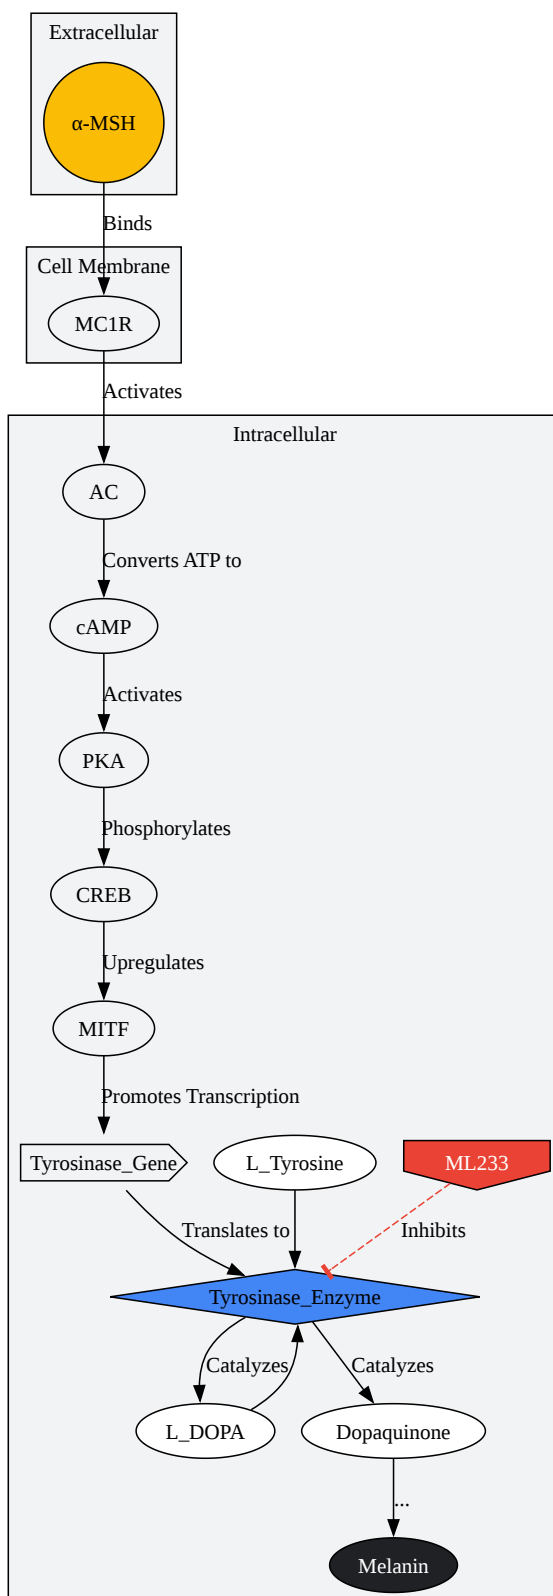 Extracellular
α-MSH
Binds
Cell Membrane
MC1R
Activates
Intracellular
AC
Converts ATP to
cAMP
Activates
PKA
Phosphorylates
CREB
Upregulates
MITF
Promotes Transcription
Tyrosinase_Gene
L_Tyrosine
ML233
Translates to
Inhibits
Tyrosinase_Enzyme
Catalyzes
Catalyzes
L_DOPA
Dopaquinone
...
Melanin